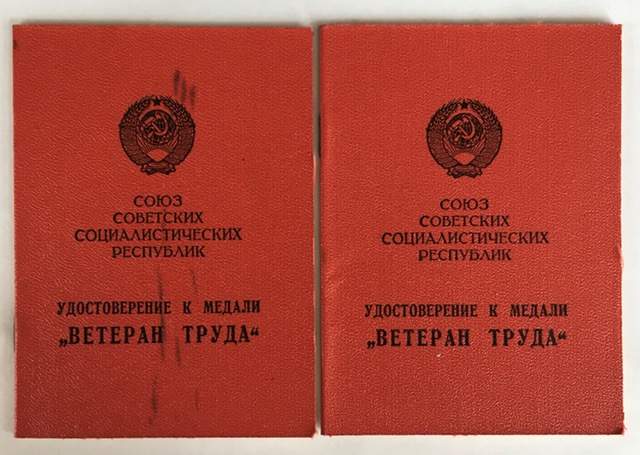 СОЮЗ
СОВЕТСКИХ
СОЦИАЛИСТИЧЕСКИХ
РЕСПУБЛИК
УДОСТОВЕРЕНИЕ К МЕДАЛИ
„ВЕТЕРАН ТРУДА“
СОЮЗ
СОВЕТСКИХ
СОЦИАЛИСТИЧЕСКИХ
РЕСПУБЛИК
УДОСТОВЕРЕНИЕ К МЕДАЛИ
„ВЕТЕРАН ТРУДА“